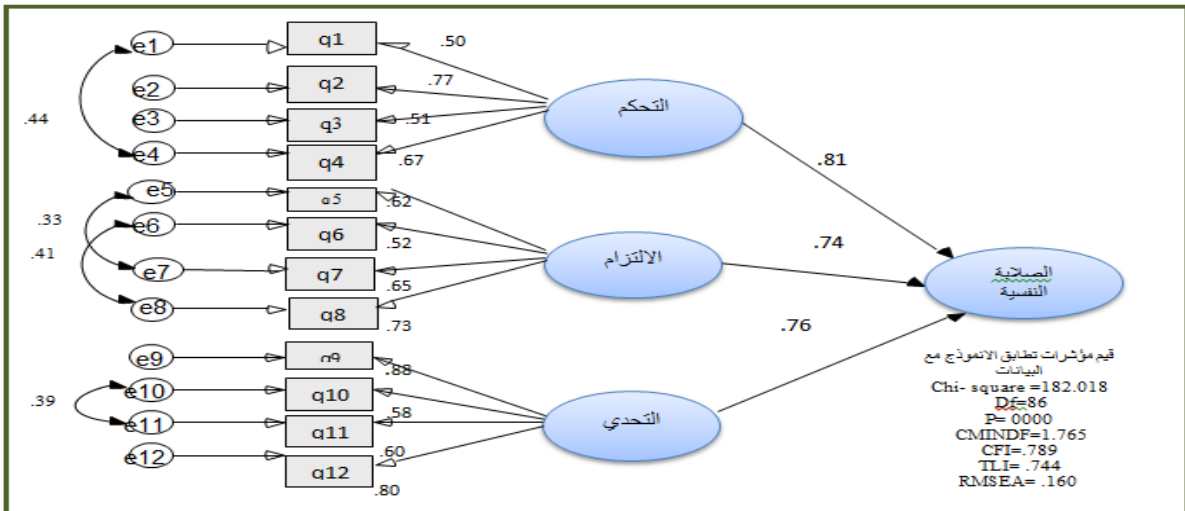 e1
q1
.50
e2
q2
.77
التحكم
.44
e3
q3
.51
e4
q4
.67
.81
e5
q5
.62
.33
e6
q6
.52
الالتزام
.74
.41
e7
q7
.65
الصلابة
النفسية
e8
q8
.73
.76
e9
q9
.88
قيم مؤشرات تطابق الانموذج مع
البيانات
Chi- square =182.018
Df=86
P= 0000
CMINDF=1.765
CFI=.789
TLI= .744
RMSEA= .160
.39
e10
q10
.58
التحدي
e11
q11
.60
e12
q12
.80